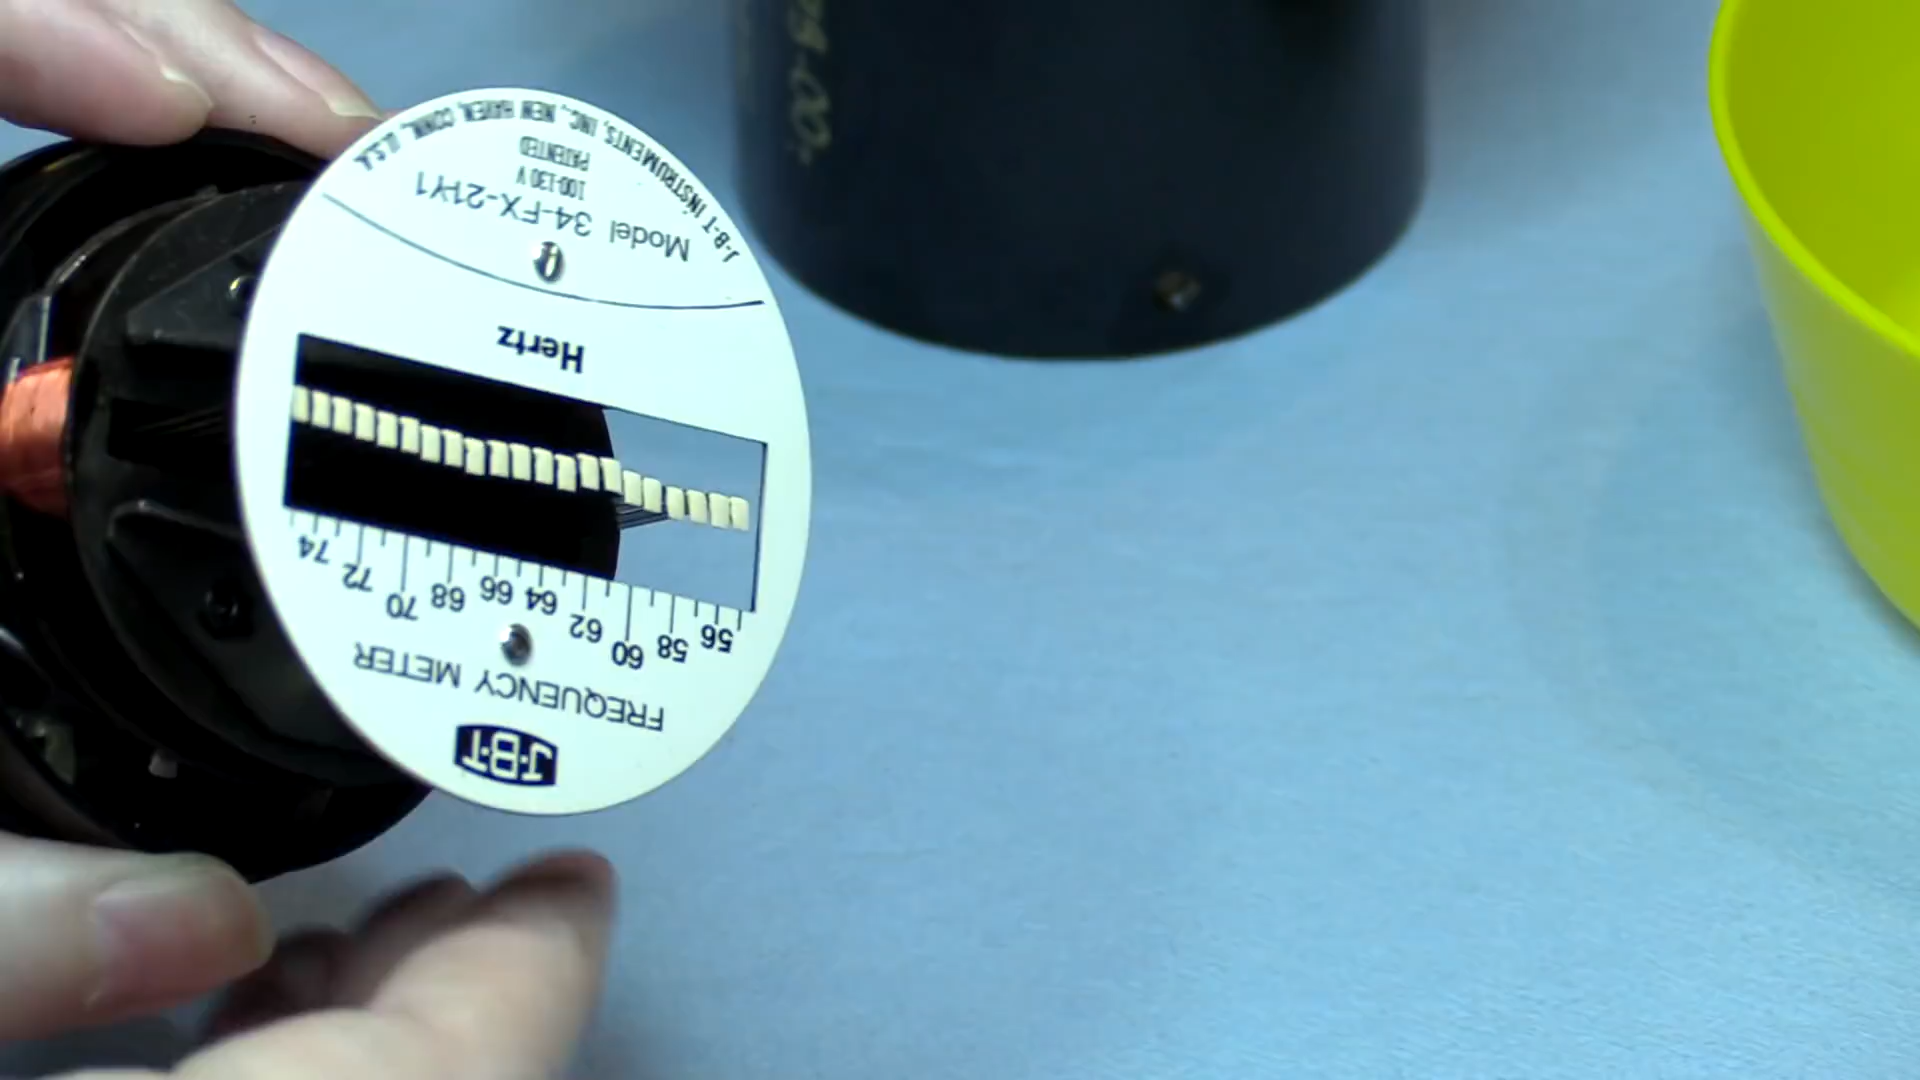 J-B-T
FREQUENCY METER
56 58 60 62 64 66 68 70 72 74
Hertz
Model 34-FX-21Y1
100-130 V
PATENTED
J-B-T INSTRUMENTS, INC., NEW HAVEN, CONN., U.S.A.